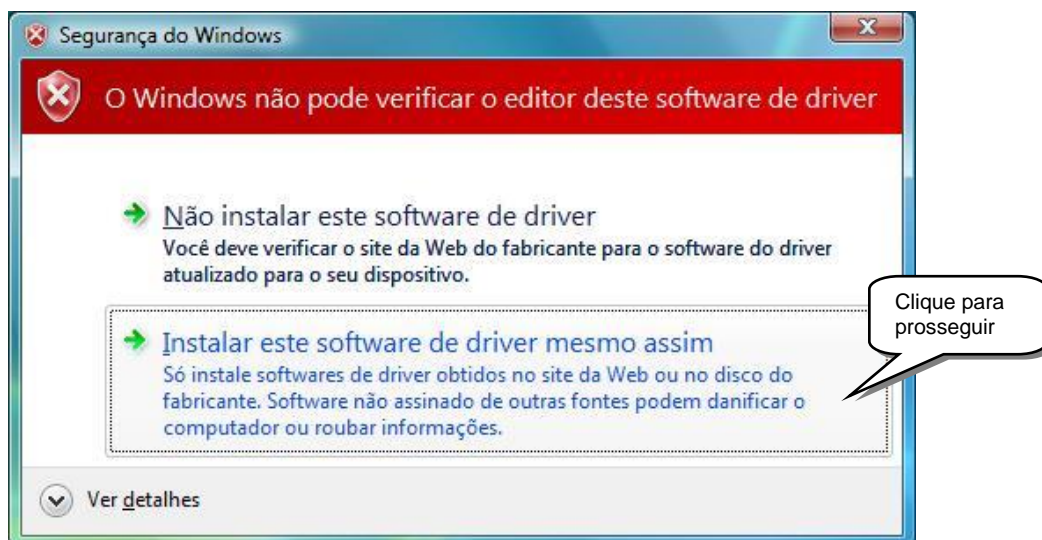 Segurança do Windows
O Windows não pode verificar o editor deste software de driver
Não instalar este software de driver
Você deve verificar o site da Web do fabricante para o software do driver
atualizado para o seu dispositivo.
Clique para
prosseguir
Instalar este software de driver mesmo assim
Só instale softwares de driver obtidos no site da Web ou no disco do
fabricante. Software não assinado de outras fontes podem danificar o
computador ou roubar informações.
Ver detalhes